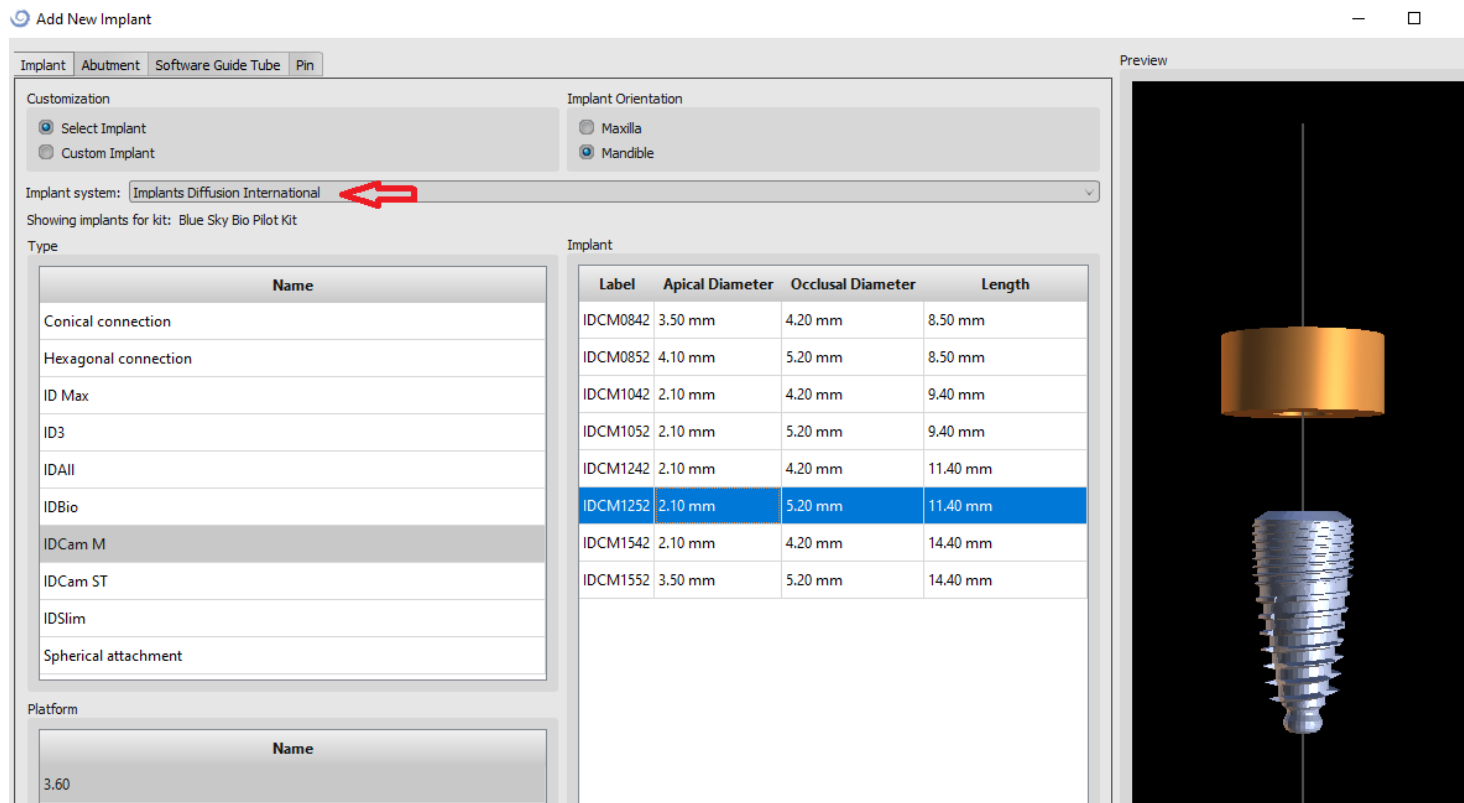 Add New Implant
Implant Abutment Software Guide Tube Pin
Preview
Customization
Select Implant
Custom Implant
Implant Orientation
Maxilla
Mandible
Implant system: Implants Diffusion International
Showing implants for kit: Blue Sky Bio Pilot Kit
Type
Name
Conical connection
Hexagonal connection
ID Max
ID3
IDAll
IDBio
IDCam M
IDCam ST
IDSlim
Spherical attachment
Platform
Name
3.60
Implant
Label Apical Diameter Occlusal Diameter Length
IDCM0842 3.50 mm 4.20 mm 8.50 mm
IDCM0852 4.10 mm 5.20 mm 8.50 mm
IDCM1042 2.10 mm 4.20 mm 9.40 mm
IDCM1052 2.10 mm 5.20 mm 9.40 mm
IDCM1242 2.10 mm 4.20 mm 11.40 mm
IDCM1252 2.10 mm 5.20 mm 11.40 mm
IDCM1542 2.10 mm 4.20 mm 14.40 mm
IDCM1552 3.50 mm 5.20 mm 14.40 mm